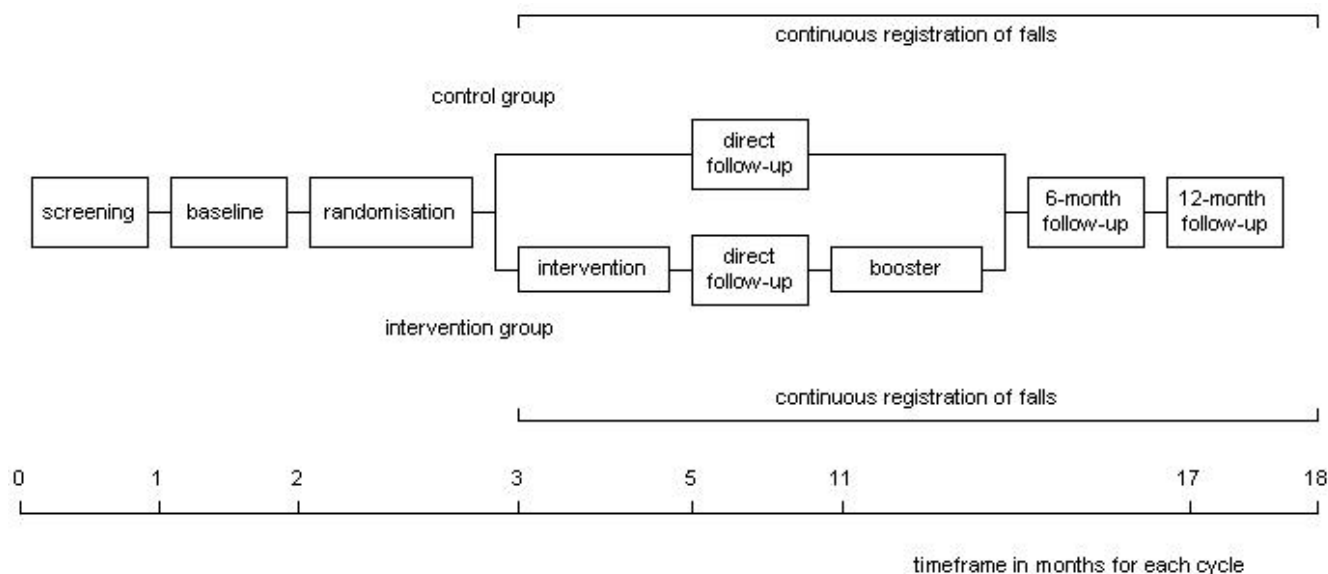 continuous registration of falls
control group
direct
follow-up
screening
baseline
randomisation
6-month
follow-up
12-month
follow-up
intervention
direct
follow-up
booster
intervention group
continuous registration of falls
0 1 2 3 5 11 17 18
timeframe in months for each cycle